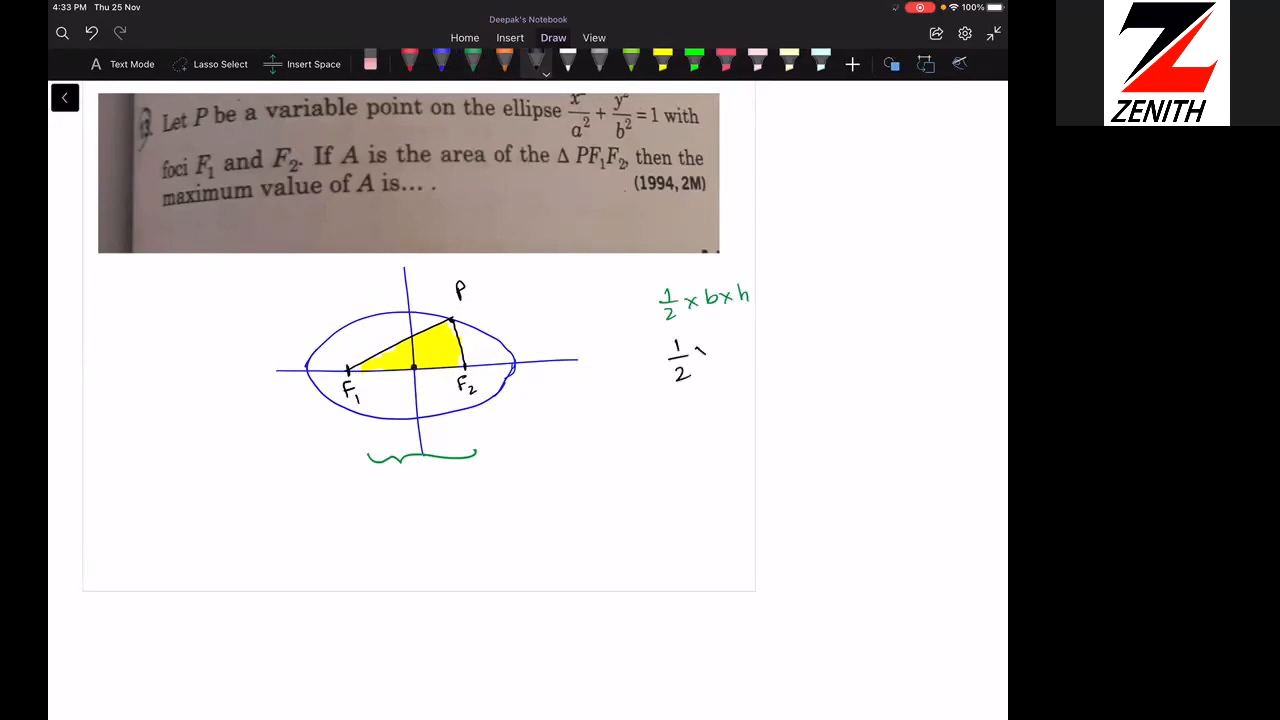 4:33 PM Thu 25 Nov
100%
Deepak's Notebook
Home Insert Draw View
Text Mode Lasso Select Insert Space
ZENITH
Let P be a variable point on the ellipse x²/a² + y²/b² = 1 with
foci F₁ and F₂. If A is the area of the Δ PF₁F₂, then the
maximum value of A is... .
(1994, 2M)
P
F₁
F₂
1/2 × b × h
1/2